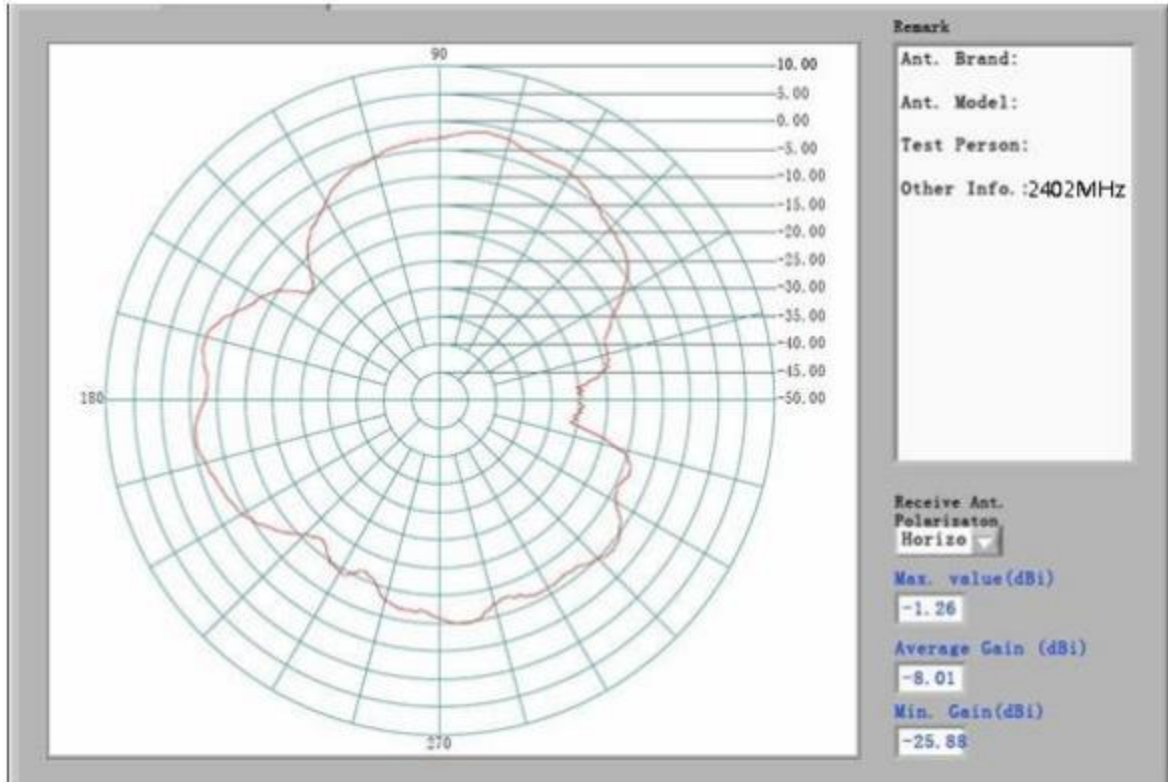 90
10.00
5.00
0.00
-5.00
-10.00
-15.00
-20.00
-25.00
-30.00
-35.00
-40.00
-45.00
-50.00
180
270
Remark
Ant. Brand:
Ant. Model:
Test Person:
Other Info.:2402MHz
Receive Ant.
Polarizaton
Horizo
Max. value(dBi)
-1.26
Average Gain (dBi)
-8.01
Min. Gain(dBi)
-25.88